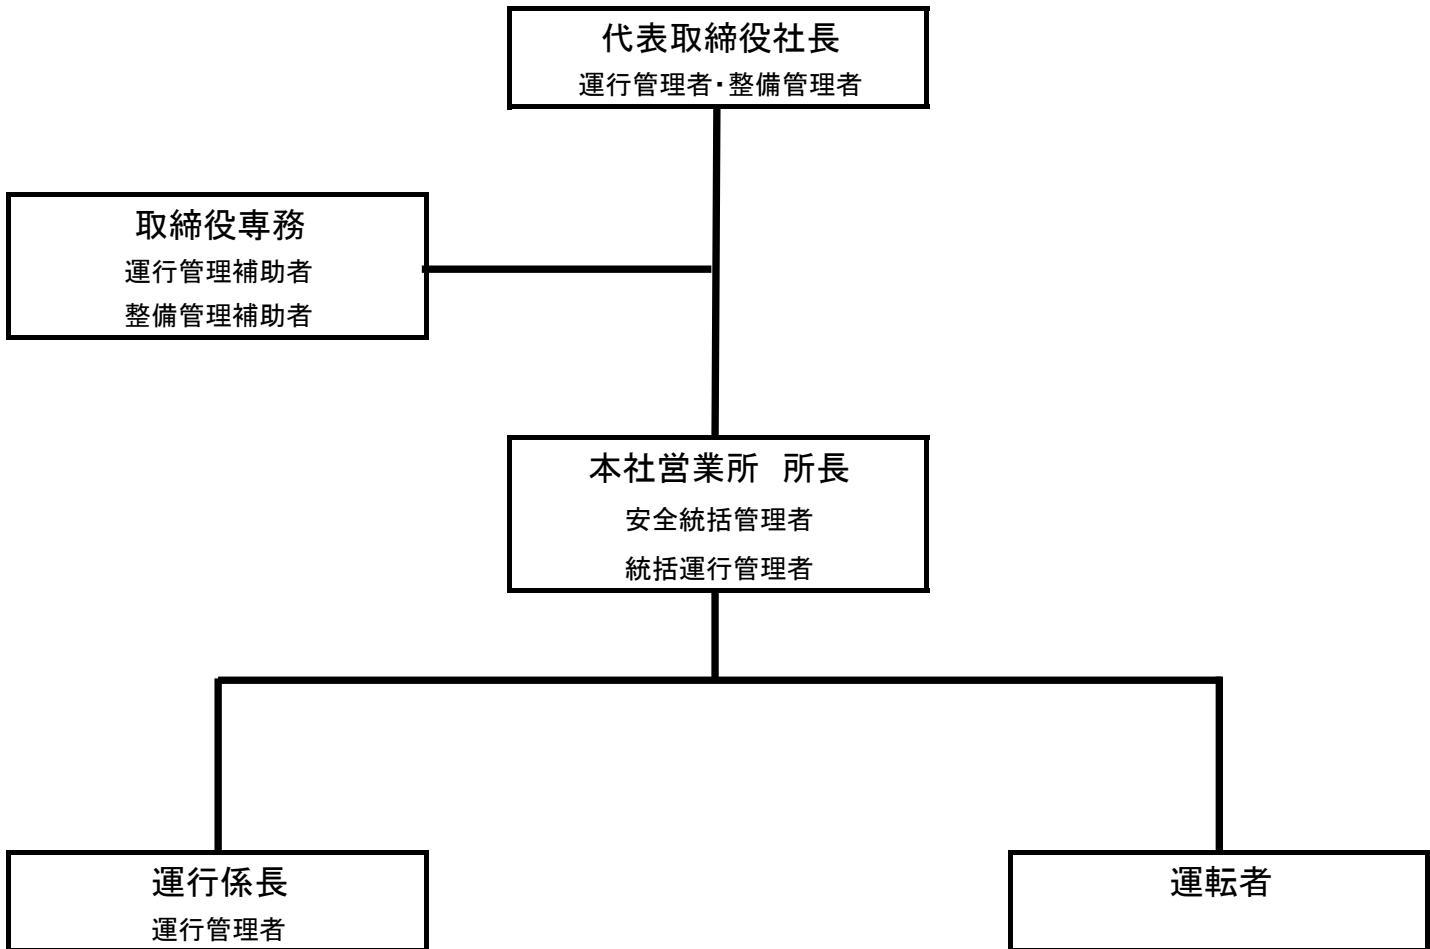 代表取締役社長
運行管理者・整備管理者
取締役専務
運行管理補助者
整備管理補助者
本社営業所　所長
安全統括管理者
統括運行管理者
運行係長
運行管理者
運転者